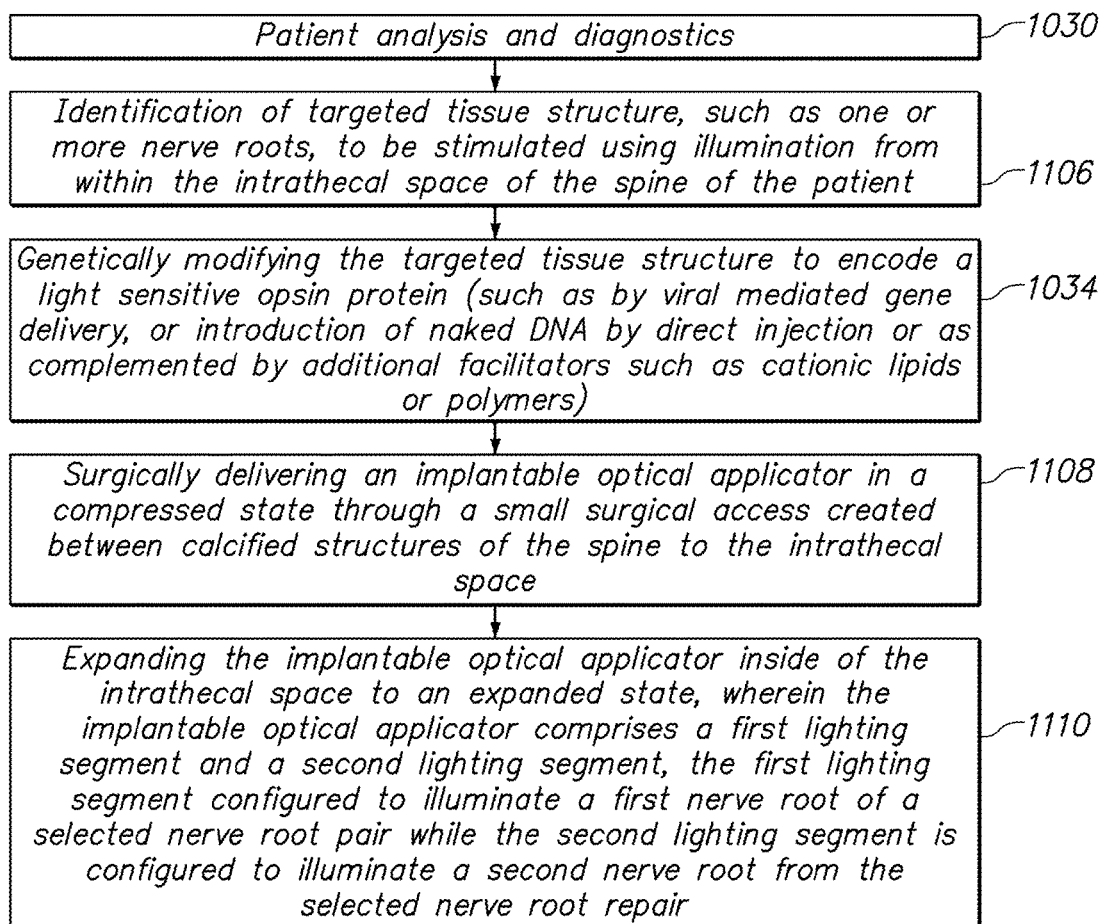 Patient analysis and diagnostics
1030
Identification of targeted tissue structure, such as one or
more nerve roots, to be stimulated using illumination from
within the intrathecal space of the spine of the patient
1106
Genetically modifying the targeted tissue structure to encode a
light sensitive opsin protein (such as by viral mediated gene
delivery, or introduction of naked DNA by direct injection or as
complemented by additional facilitators such as cationic lipids
or polymers)
1034
Surgically delivering an implantable optical applicator in a
compressed state through a small surgical access created
between calcified structures of the spine to the intrathecal
space
1108
Expanding the implantable optical applicator inside of the
intrathecal space to an expanded state, wherein the
implantable optical applicator comprises a first lighting
segment and a second lighting segment, the first lighting
segment configured to illuminate a first nerve root of a
selected nerve root pair while the second lighting segment is
configured to illuminate a second nerve root from the
selected nerve root repair
1110